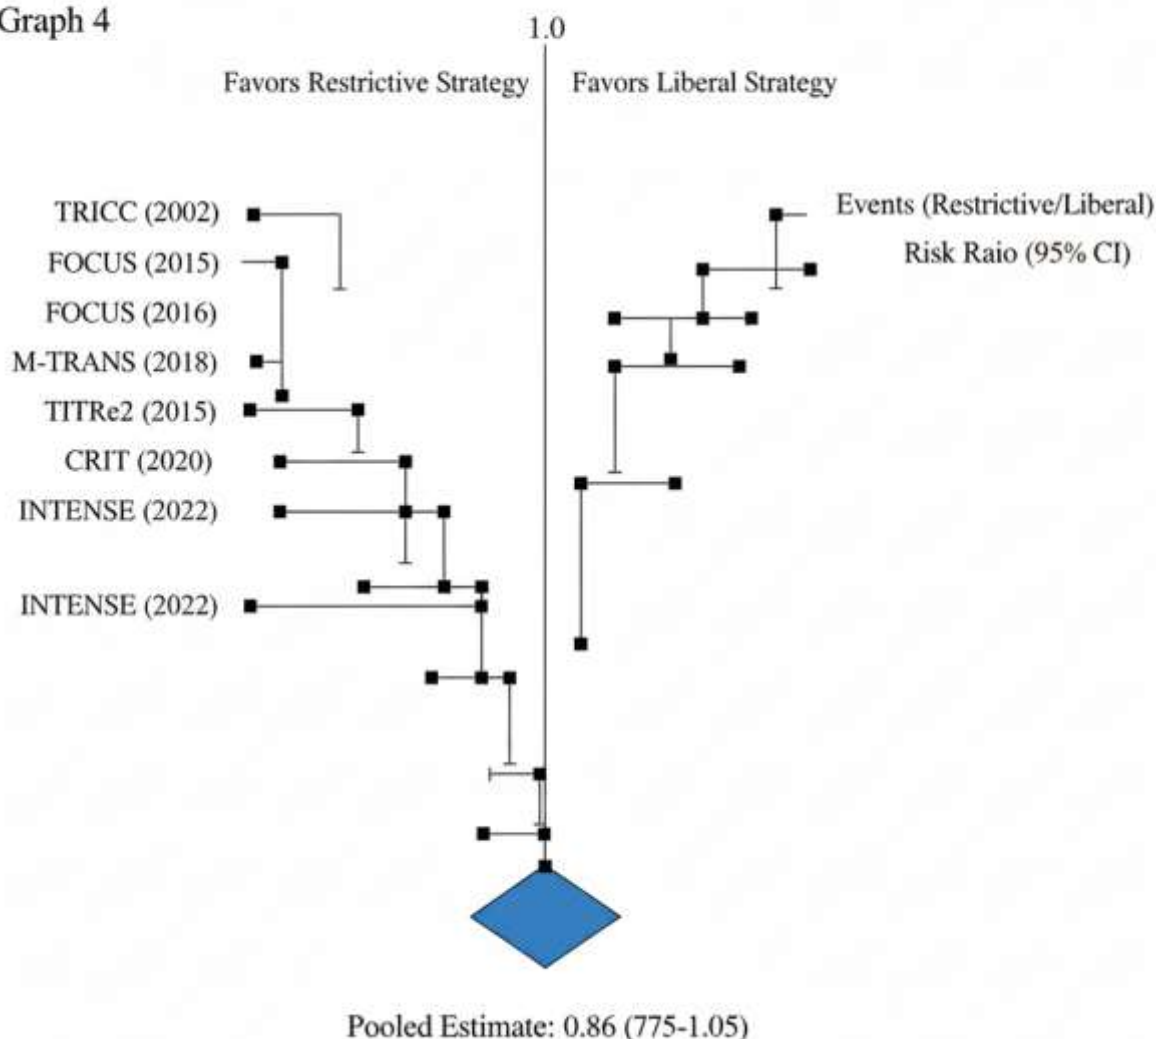 Graph 4
1.0
Favors Restrictive Strategy
Favors Liberal Strategy
TRICC (2002)
Events (Restrictive/Liberal)
FOCUS (2015)
Risk Raio (95% CI)
FOCUS (2016)
M-TRANS (2018)
TITRe2 (2015)
CRIT (2020)
INTENSE (2022)
INTENSE (2022)
Pooled Estimate: 0.86 (775-1.05)